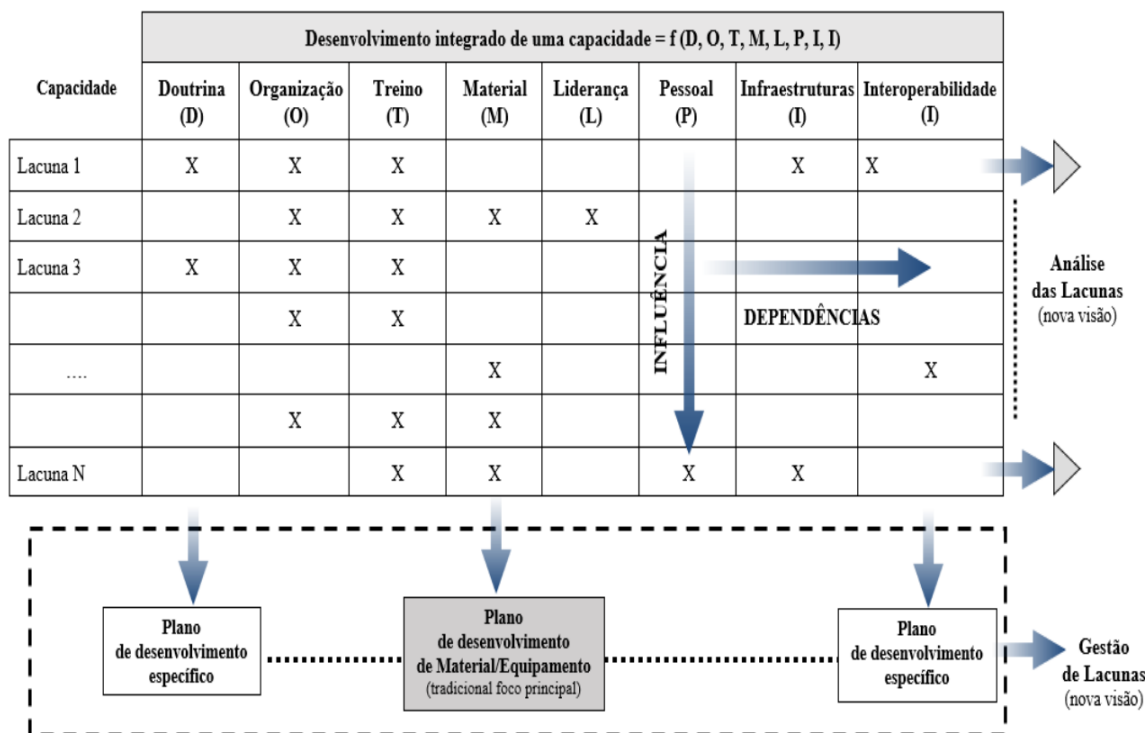 Desenvolvimento integrado de uma capacidade = f (D, O, T, M, L, P, I, I)
Capacidade
Doutrina
(D)
Organização
(O)
Treino
(T)
Material
(M)
Liderança
(L)
Pessoal
(P)
Infraestruturas
(I)
Interoperabilidade
(I)
Lacuna 1 X X X X X
Lacuna 2 X X X X
Lacuna 3 X X X
X X
.... X X
X X X
Lacuna N X X X X
INFLUÊNCIA
DEPENDÊNCIAS
Análise
das Lacunas
(nova visão)
Plano
de desenvolvimento
específico
Plano
de desenvolvimento
de Material/Equipamento
(tradicional foco principal)
Plano
de desenvolvimento
específico
Gestão
de Lacunas
(nova visão)